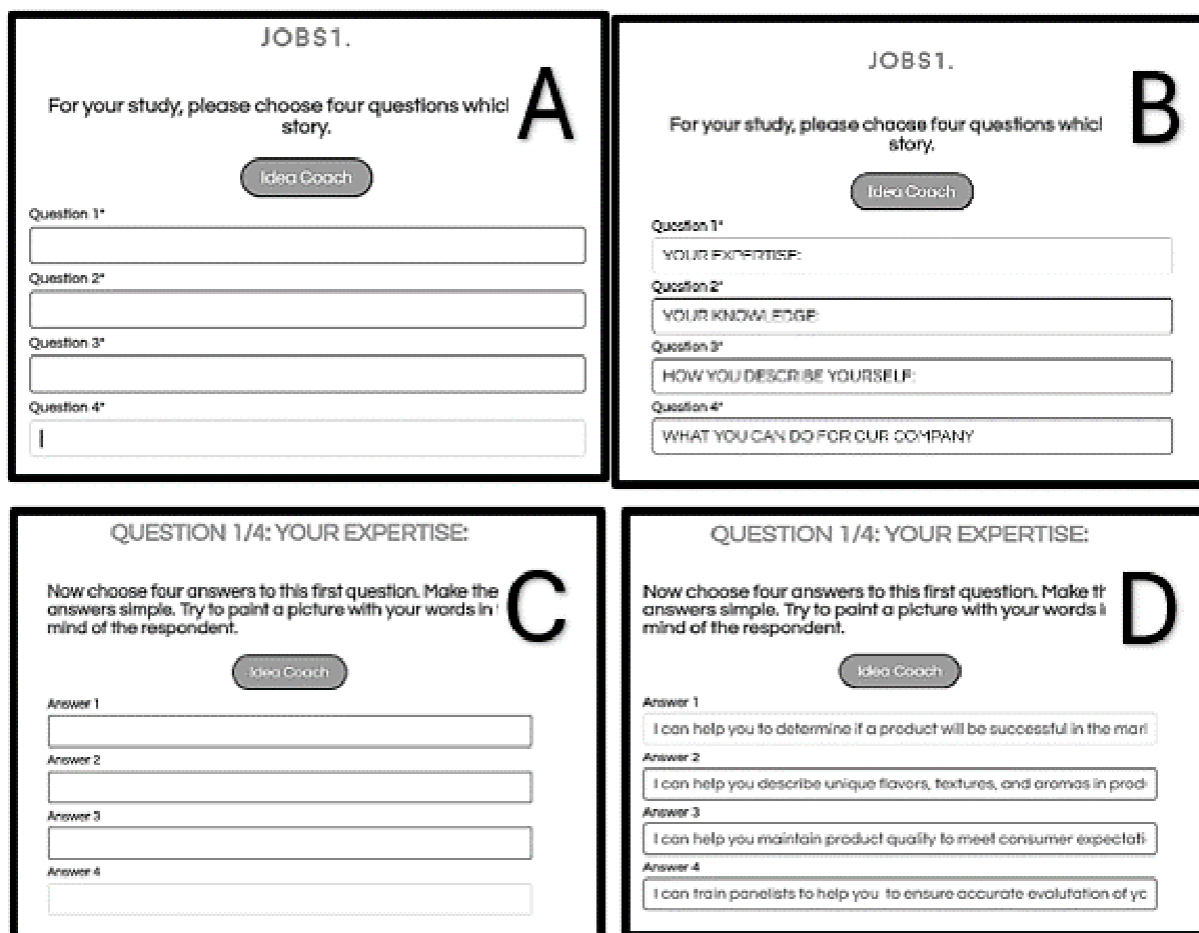 JOBS1.
A
For your study, please choose four questions whicl
story.
Idea Coach
Question 1*
Question 2*
Question 3*
Question 4*
JOBS1.
B
For your study, please choose four questions whicl
story.
Idea Coach
Question 1*
YOUR EXPERTISE:
Question 2*
YOUR KNOWLEDGE:
Question 3*
HOW YOU DESCRIBE YOURSELF:
Question 4*
WHAT YOU CAN DO FOR OUR COMPANY
QUESTION 1/4: YOUR EXPERTISE:
C
Now choose four answers to this first question. Make the
answers simple. Try to paint a picture with your words in
mind of the respondent.
Idea Coach
Answer 1
Answer 2
Answer 3
Answer 4
QUESTION 1/4: YOUR EXPERTISE:
D
Now choose four answers to this first question. Make th
answers simple. Try to paint a picture with your words i
mind of the respondent.
Idea Coach
Answer 1
I can help you to determine if a product will be successful in the marl
Answer 2
I can help you describe unique flavors, textures, and aromas in prod
Answer 3
I can help you maintain product quality to meet consumer expectati
Answer 4
I can train panelists to help you to ensure accurate evalutation of yc